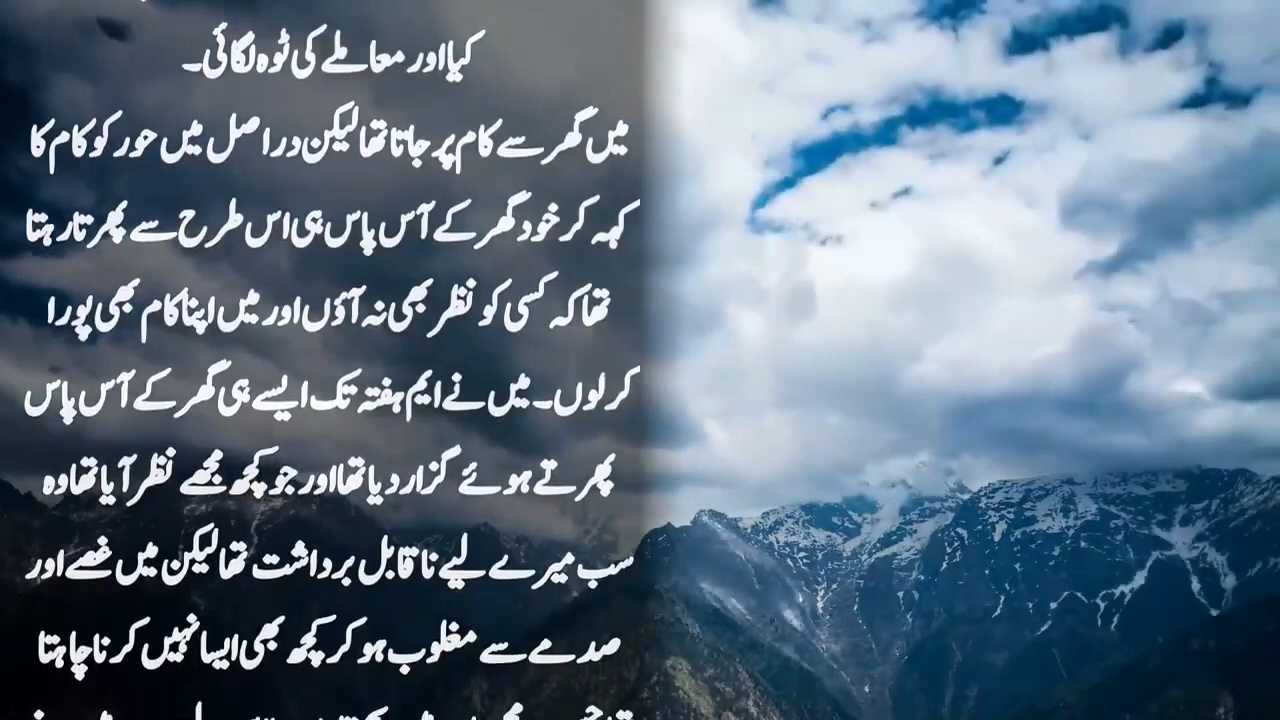 کیا اور معاملے کی ٹوہ لگائی۔
میں گھر سے کام پر جاتا تھا لیکن دراصل میں حور کو کام کا
کہہ کر خود گھر کے آس پاس ہی اس طرح سے پھرتا رہتا
تھا کہ کسی کو نظر بھی نہ آؤں اور میں اپنا کام بھی پورا
کر لوں۔ میں نے ایم ہفتہ تک ایسے ہی گھر کے آس پاس
پھرتے ہوئے گزار دیا تھا اور جو کچھ مجھے نظر آیا تھا وہ
سب میرے لیے ناقابل برداشت تھا لیکن میں غصے اور
صدمے سے مغلوب ہو کر کچھ بھی ایسا نہیں کرنا چاہتا